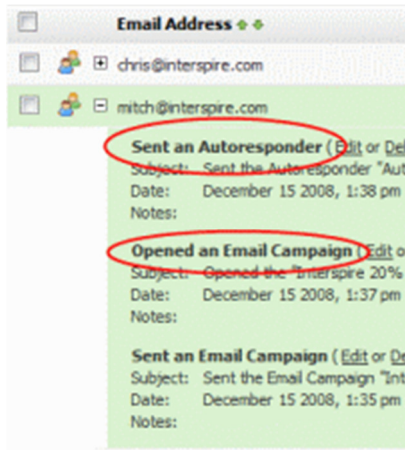 Email Address
chris@interspire.com
mitch@interspire.com
Sent an Autoresponder (Edit or Del
Subject: Sent the Autoresponder "Aut
Date: December 15 2008, 1:38 pm
Notes:
Opened an Email Campaign (Edit o
Subject: Opened the "Interspire 20%
Date: December 15 2008, 1:37 pm
Notes:
Sent an Email Campaign (Edit or De
Subject: Sent the Email Campaign "Int
Date: December 15 2008, 1:35 pm
Notes: